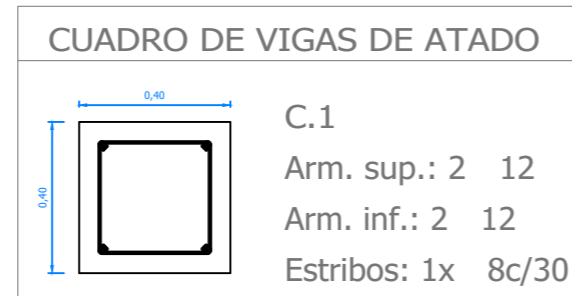 CUADRO DE VIGAS DE ATADO
0,40
0,40
C.1
Arm. sup.: 2 12
Arm. inf.: 2 12
Estribos: 1x 8c/30